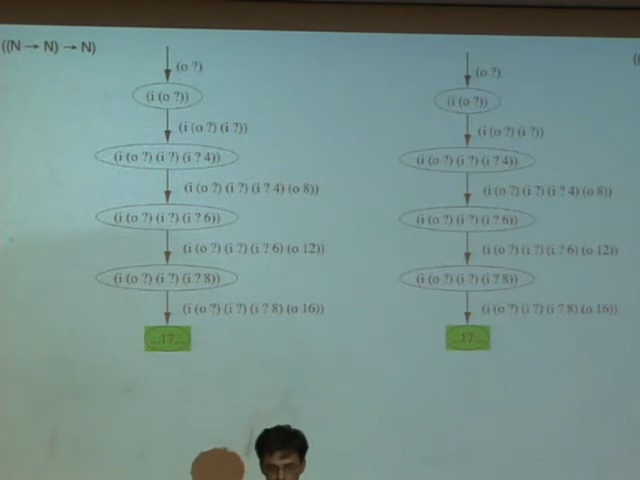 ((N → N) → N)
(o ?)
(i (o ?))
(i (o ?) (i ?))
(i (o ?) (i ?) (i ? 4))
(i (o ?) (i ?) (i ? 4) (o 8))
(i (o ?) (i ?) (i ? 6))
(i (o ?) (i ?) (i ? 6) (o 12))
(i (o ?) (i ?) (i ? 8))
(i (o ?) (i ?) (i ? 8) (o 16))
...17...
((
(o ?)
(i (o ?))
(i (o ?) (i ?))
(i (o ?) (i ?) (i ? 4))
(i (o ?) (i ?) (i ? 4) (o 8))
(i (o ?) (i ?) (i ? 6))
(i (o ?) (i ?) (i ? 6) (o 12))
(i (o ?) (i ?) (i ? 8))
(i (o ?) (i ?) (i ? 8) (o 16))
...17...